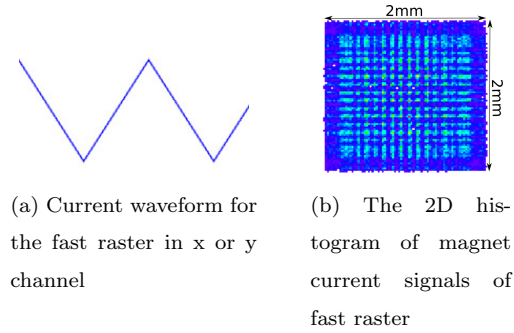 2mm
2mm
(a) Current waveform for
the fast raster in x or y
channel
(b) The 2D his-
togram of magnet
current signals of
fast raster